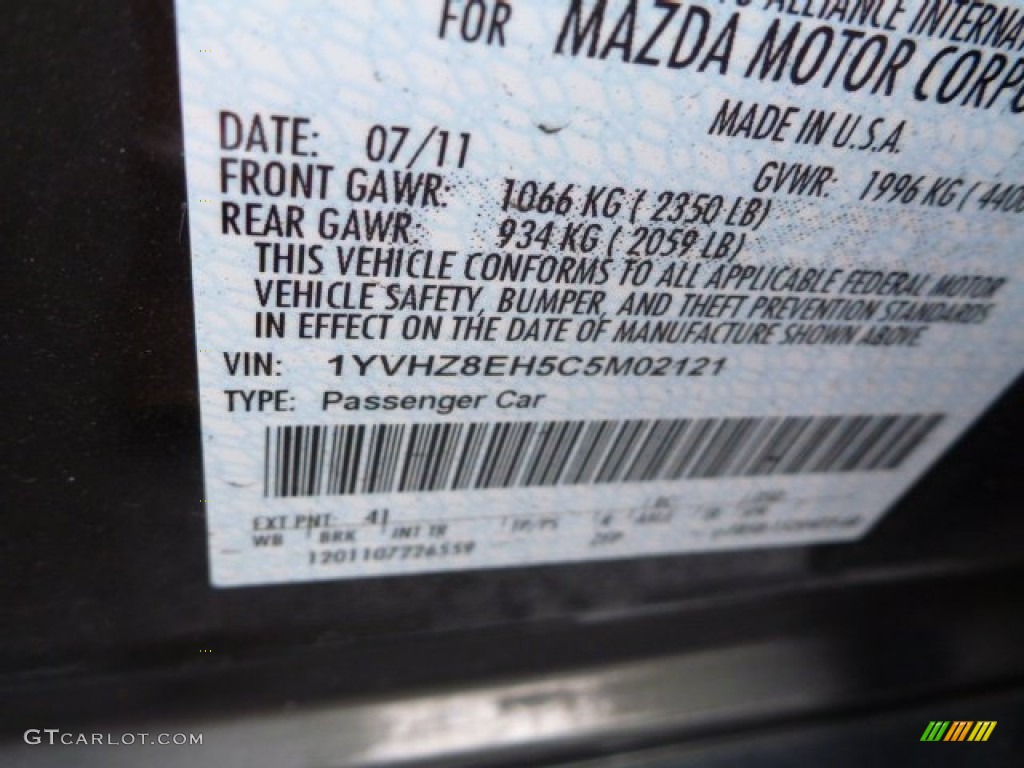 ALLIANCE
FOR MAZDA MOTOR
MADE IN U.S.A.
DATE: 07/11
GVWR: 1996 KG (
FRONT GAWR: 1066 KG ( 2350 LB)
REAR GAWR: 934 KG ( 2059 LB)
THIS VEHICLE CONFORMS TO ALL APPLICABLE FEDERAL MOTOR
VEHICLE SAFETY, BUMPER, AND THEFT PREVENTION STANDARDS
IN EFFECT ON THE DATE OF MANUFACTURE SHOWN ABOVE
VIN: 1YVHZ8EH5C5M02121
TYPE: Passenger Car
EXT PNT: 41
WB BRK INT TR
1201107226559
GTCARLOT.COM